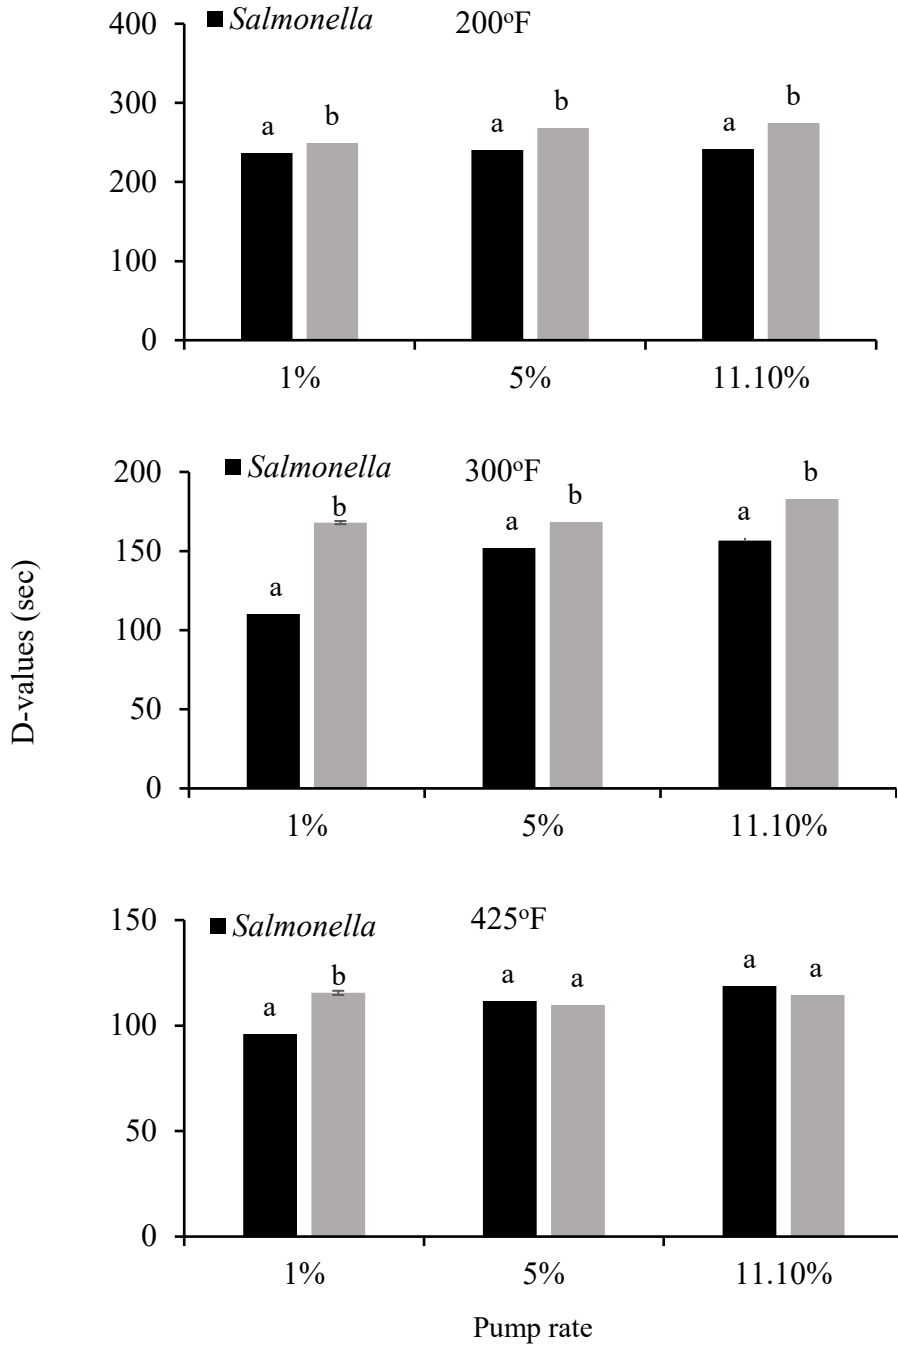 Salmonella 200°F
400
300
200
100
0
a b a b a b
1% 5% 11.10%
Salmonella 300°F
200
150
100
50
0
a b a b a b
1% 5% 11.10%
D-values (sec)
Salmonella 425°F
150
100
50
0
a b a a a a
1% 5% 11.10%
Pump rate